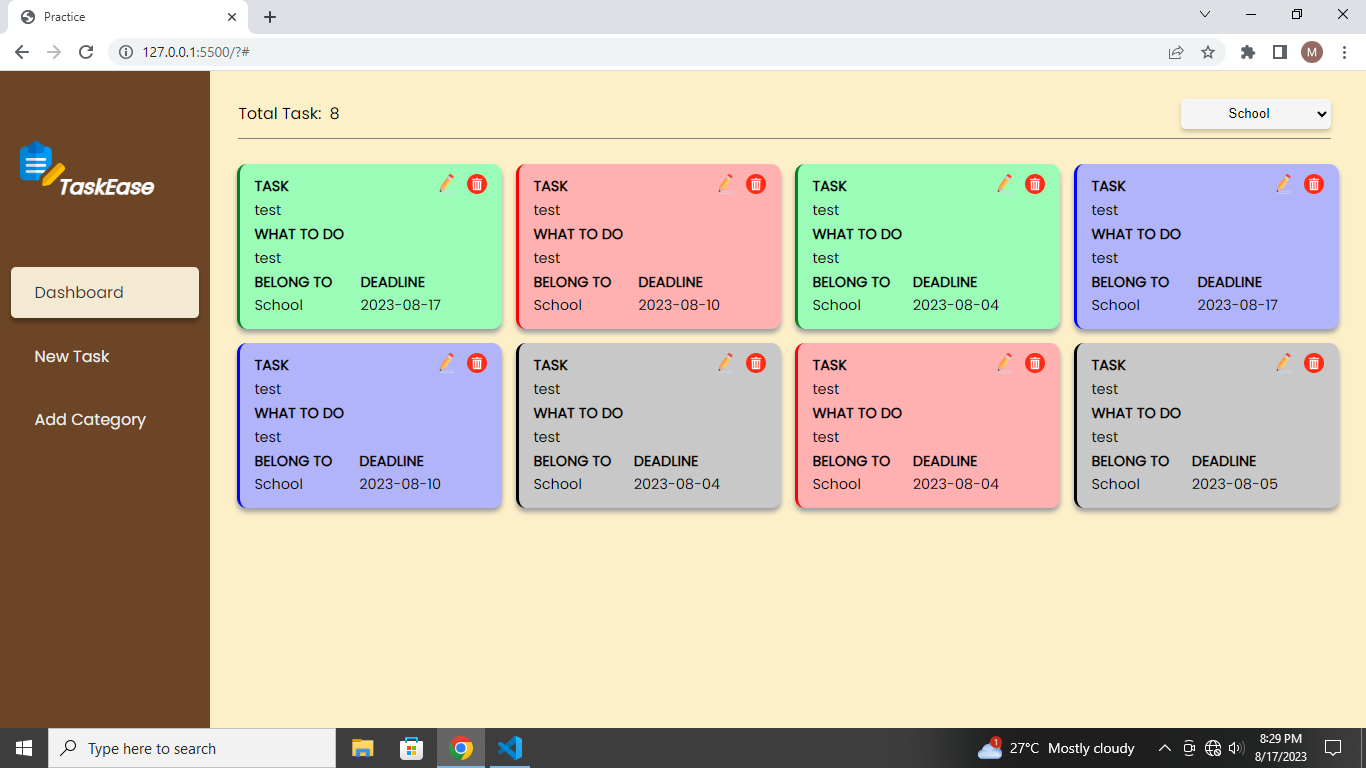 Practice
127.0.0.1:5500/?#
M
Total Task: 8
School
TaskEase
Dashboard
New Task
Add Category
TASK
test
WHAT TO DO
test
BELONG TO DEADLINE
School 2023-08-17
TASK
test
WHAT TO DO
test
BELONG TO DEADLINE
School 2023-08-10
TASK
test
WHAT TO DO
test
BELONG TO DEADLINE
School 2023-08-04
TASK
test
WHAT TO DO
test
BELONG TO DEADLINE
School 2023-08-17
TASK
test
WHAT TO DO
test
BELONG TO DEADLINE
School 2023-08-10
TASK
test
WHAT TO DO
test
BELONG TO DEADLINE
School 2023-08-04
TASK
test
WHAT TO DO
test
BELONG TO DEADLINE
School 2023-08-04
TASK
test
WHAT TO DO
test
BELONG TO DEADLINE
School 2023-08-05
Type here to search
1
27°C Mostly cloudy
8:29 PM
8/17/2023